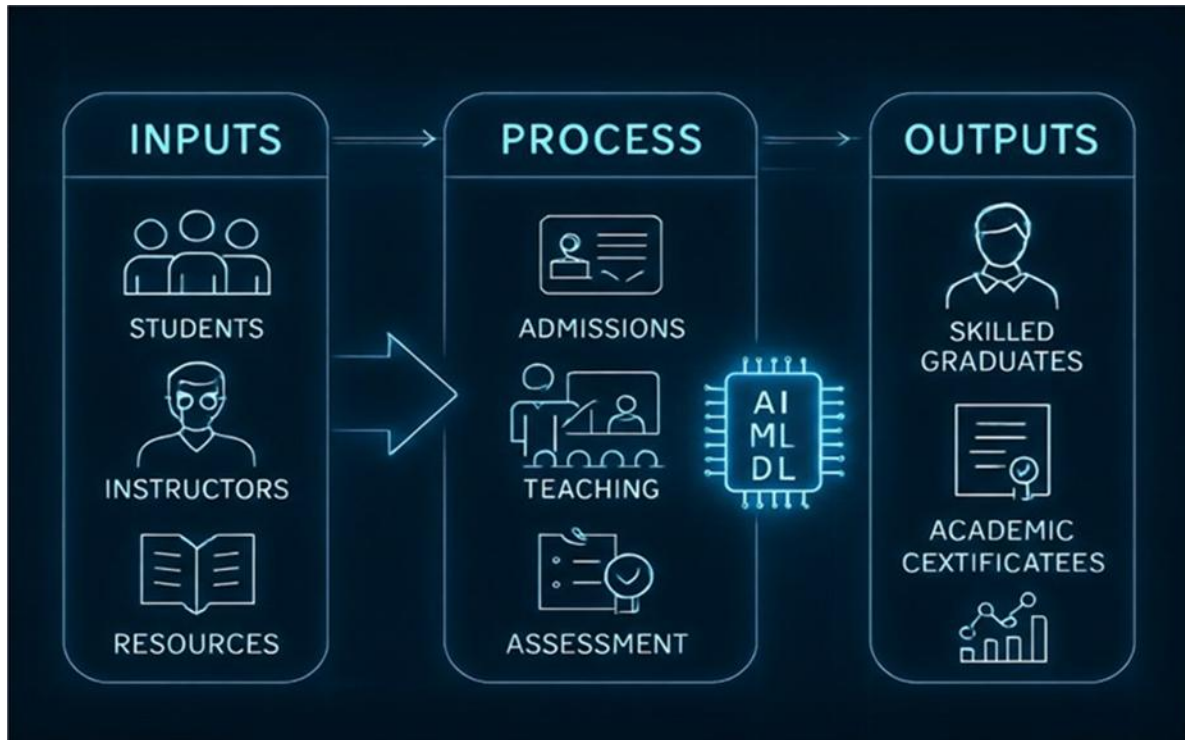 INPUTS
STUDENTS
INSTRUCTORS
RESOURCES
PROCESS
ADMISSIONS
TEACHING
ASSESSMENT
AI
ML
DL
OUTPUTS
SKILLED
GRADUATES
ACADEMIC
CEXTIFICATEES